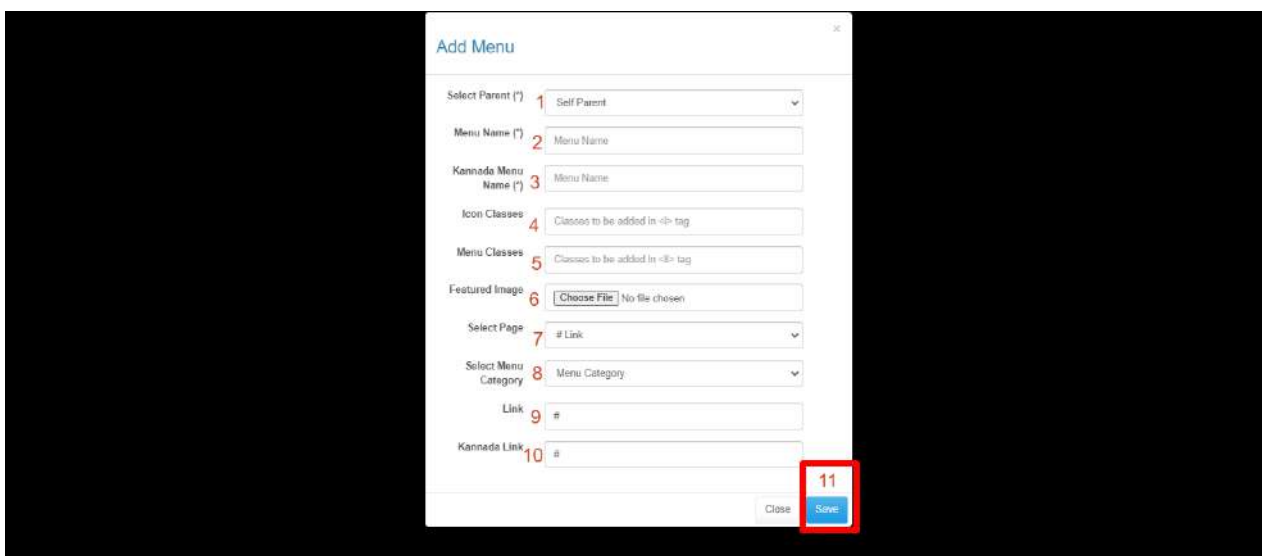 ×
Add Menu
Select Parent (*) 1 Self Parent
Menu Name (*) 2 Menu Name
Kannada Menu
Name (*) 3 Menu Name
Icon Classes 4 Classes to be added in <i> tag
Menu Classes 5 Classes to be added in <li> tag
Featured Image 6 Choose File No file chosen
Select Page 7 # Link
Select Menu
Category 8 Menu Category
Link 9 #
Kannada Link 10 #
11
Close Save